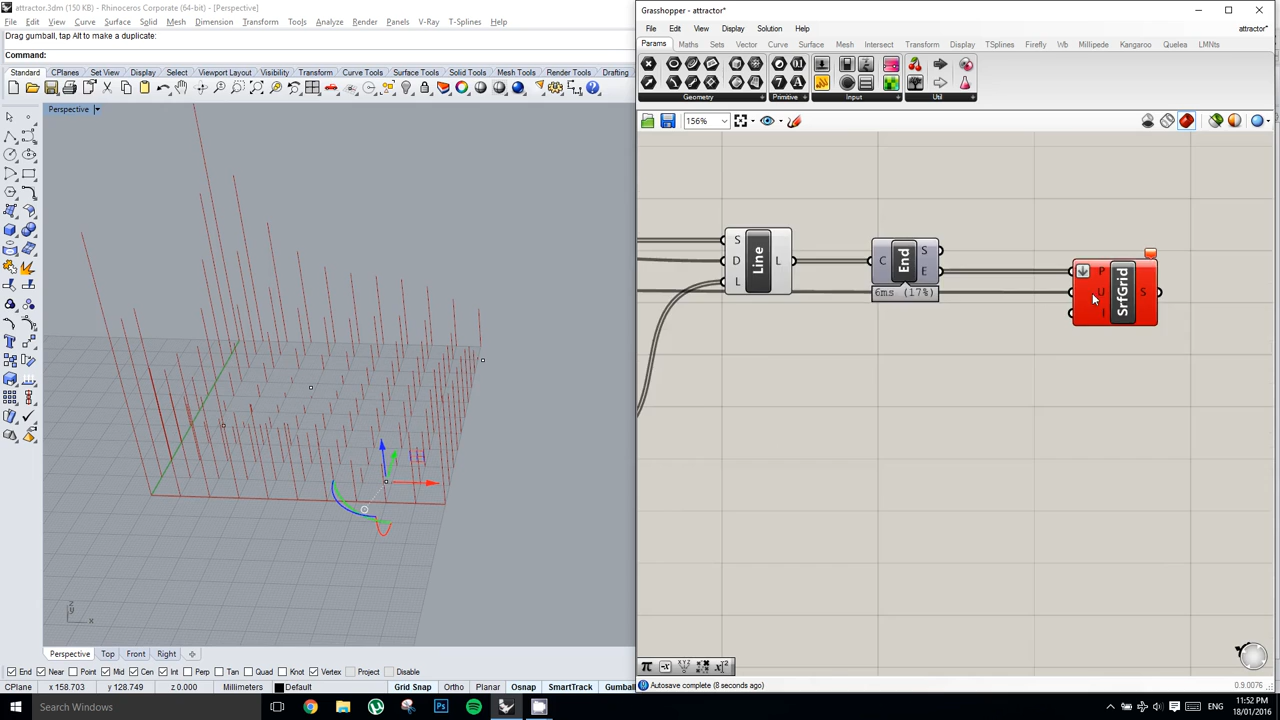 attractor.3dm (150 KB) - Rhinoceros Corporate (64-bit) - [Perspective]
File Edit View Curve Surface Solid Mesh Dimension Transform Tools Analyze Render Panels V-Ray T-Splines Help
Drag gumball, tap Alt to make a duplicate:
Command:
Standard CPlanes Set View Display Select Viewport Layout Visibility Transform Curve Tools Surface Tools Solid Tools Mesh Tools Render Tools Drafting
Perspective
z
y
x
Perspective Top Front Right
End Near Point Mid Cen Int Perp Tan Quad Knot Vertex Project Disable
CPlane x 158.703 y 128.749 z 0.000 Millimeters Default Grid Snap Ortho Planar Osnap SmartTrack Gumball
Grasshopper - attractor*
File Edit View Display Solution Help
attractor*
Params Maths Sets Vector Curve Surface Mesh Intersect Transform Display TSplines Firefly Wb Millipede Kangaroo Quelea LMNts
Geometry Primitive Input Util
156%
S
D
L
Line
L
C
End
S
E
6ms (17%)
P
U
I
SrfGrid
S
Autosave complete (8 seconds ago)
0.9.0076
Search Windows
ENG
11:52 PM
18/01/2016